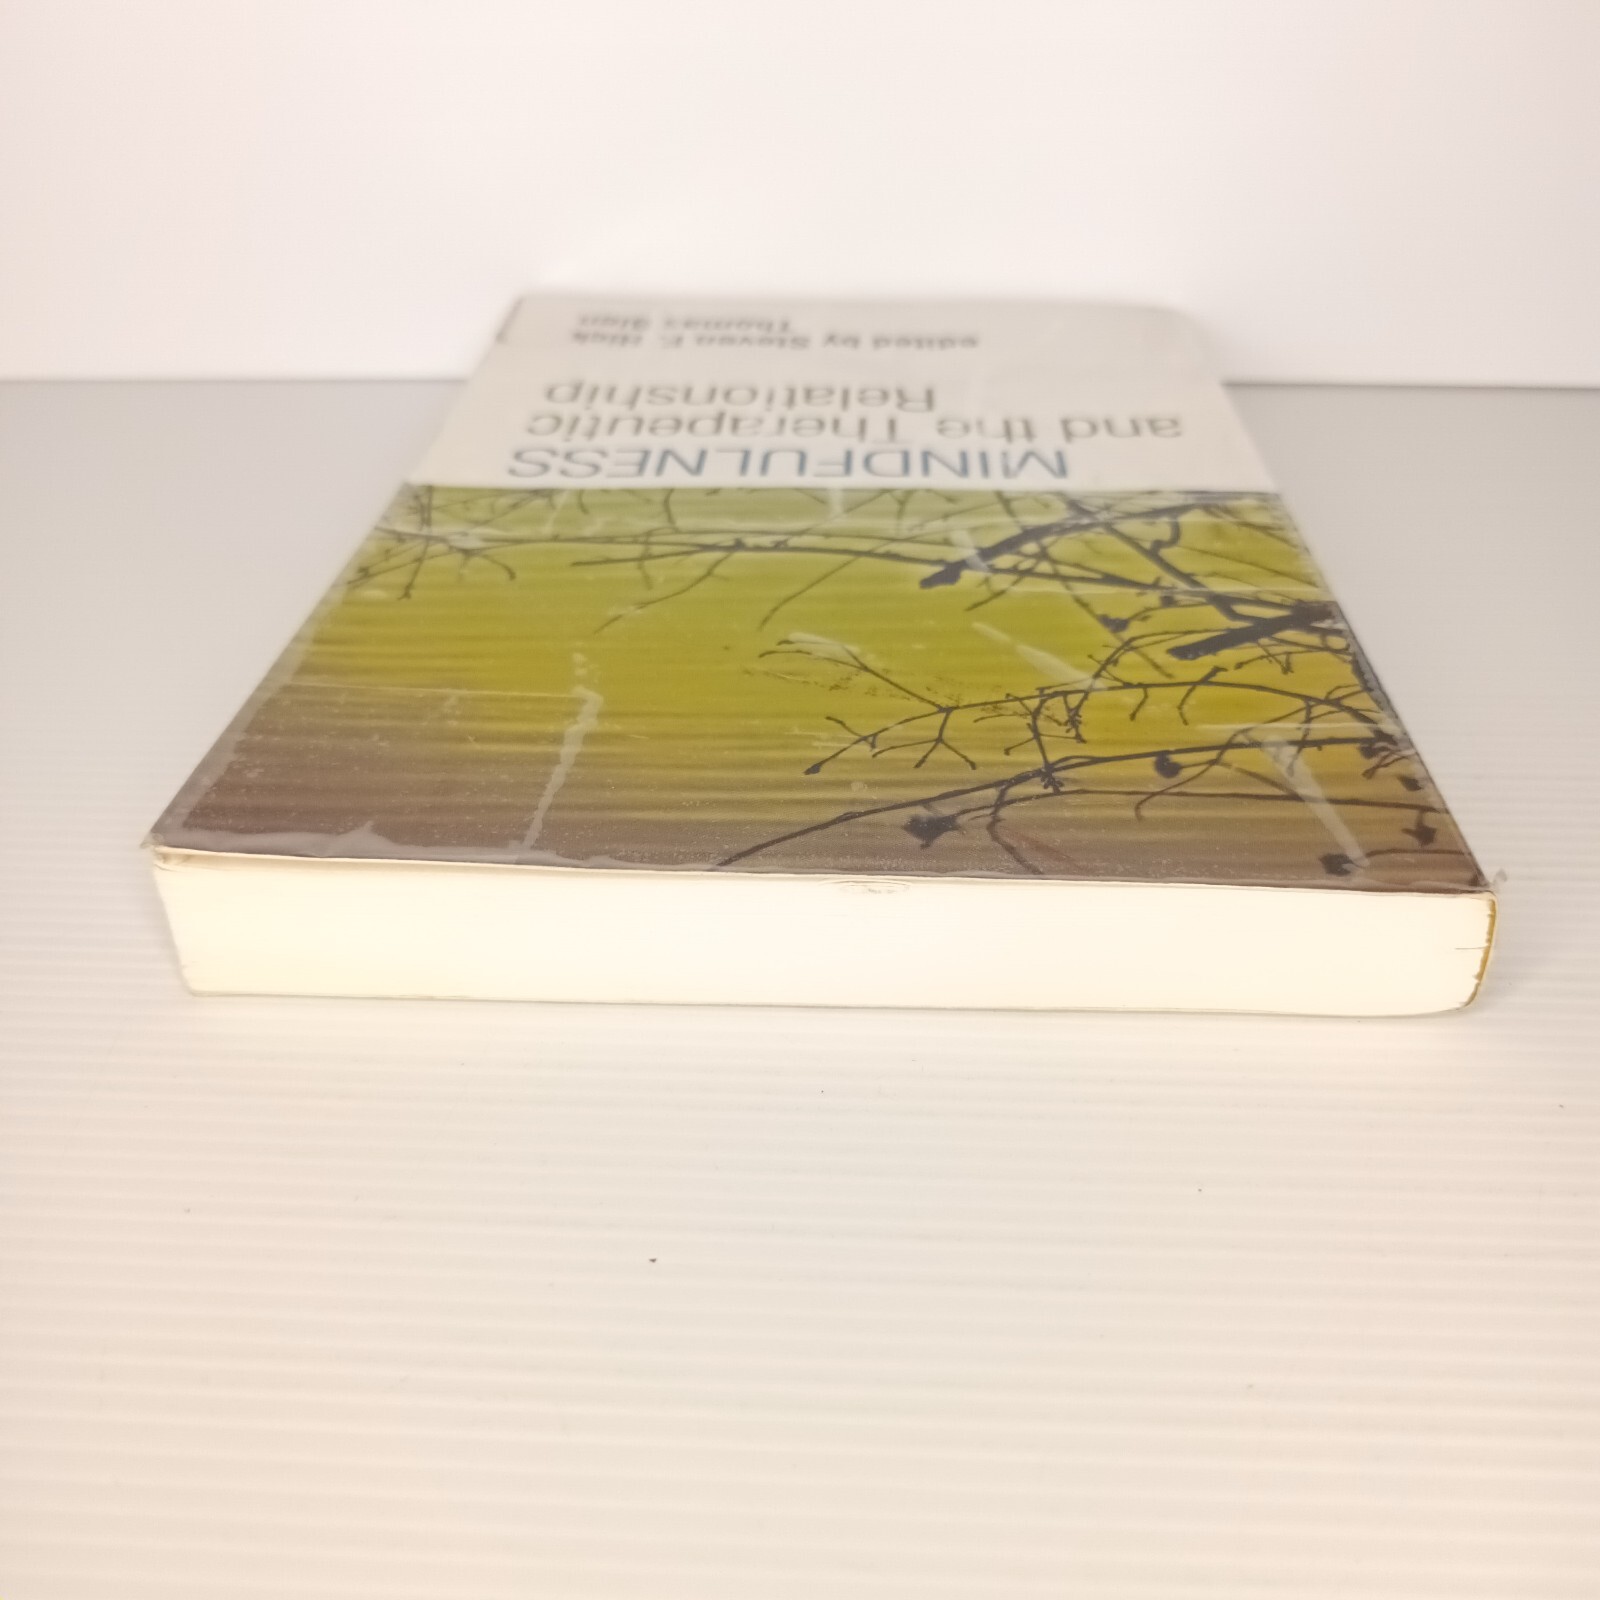 MINDFULNESS
and the Therapeutic
Relationship
edited by Steven F. Hick
Thomas Bien